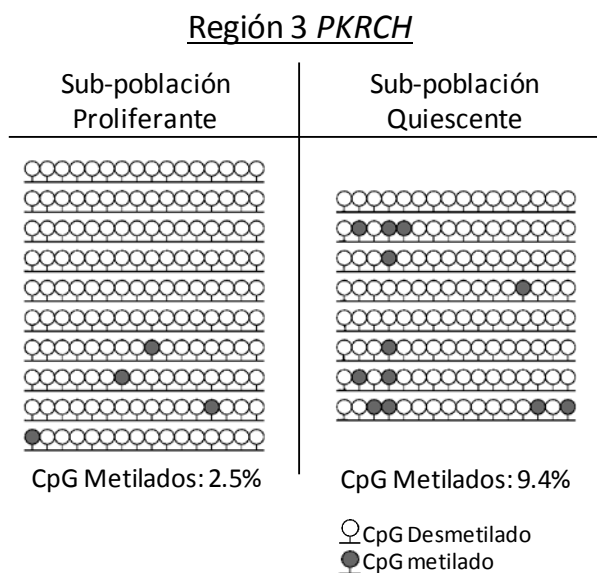 Región 3 PKRCH
Sub-población
Proliferante
Sub-población
Quiescente
CpG Metilados: 2.5%
CpG Metilados: 9.4%
CpG Desmetilado
CpG metilado